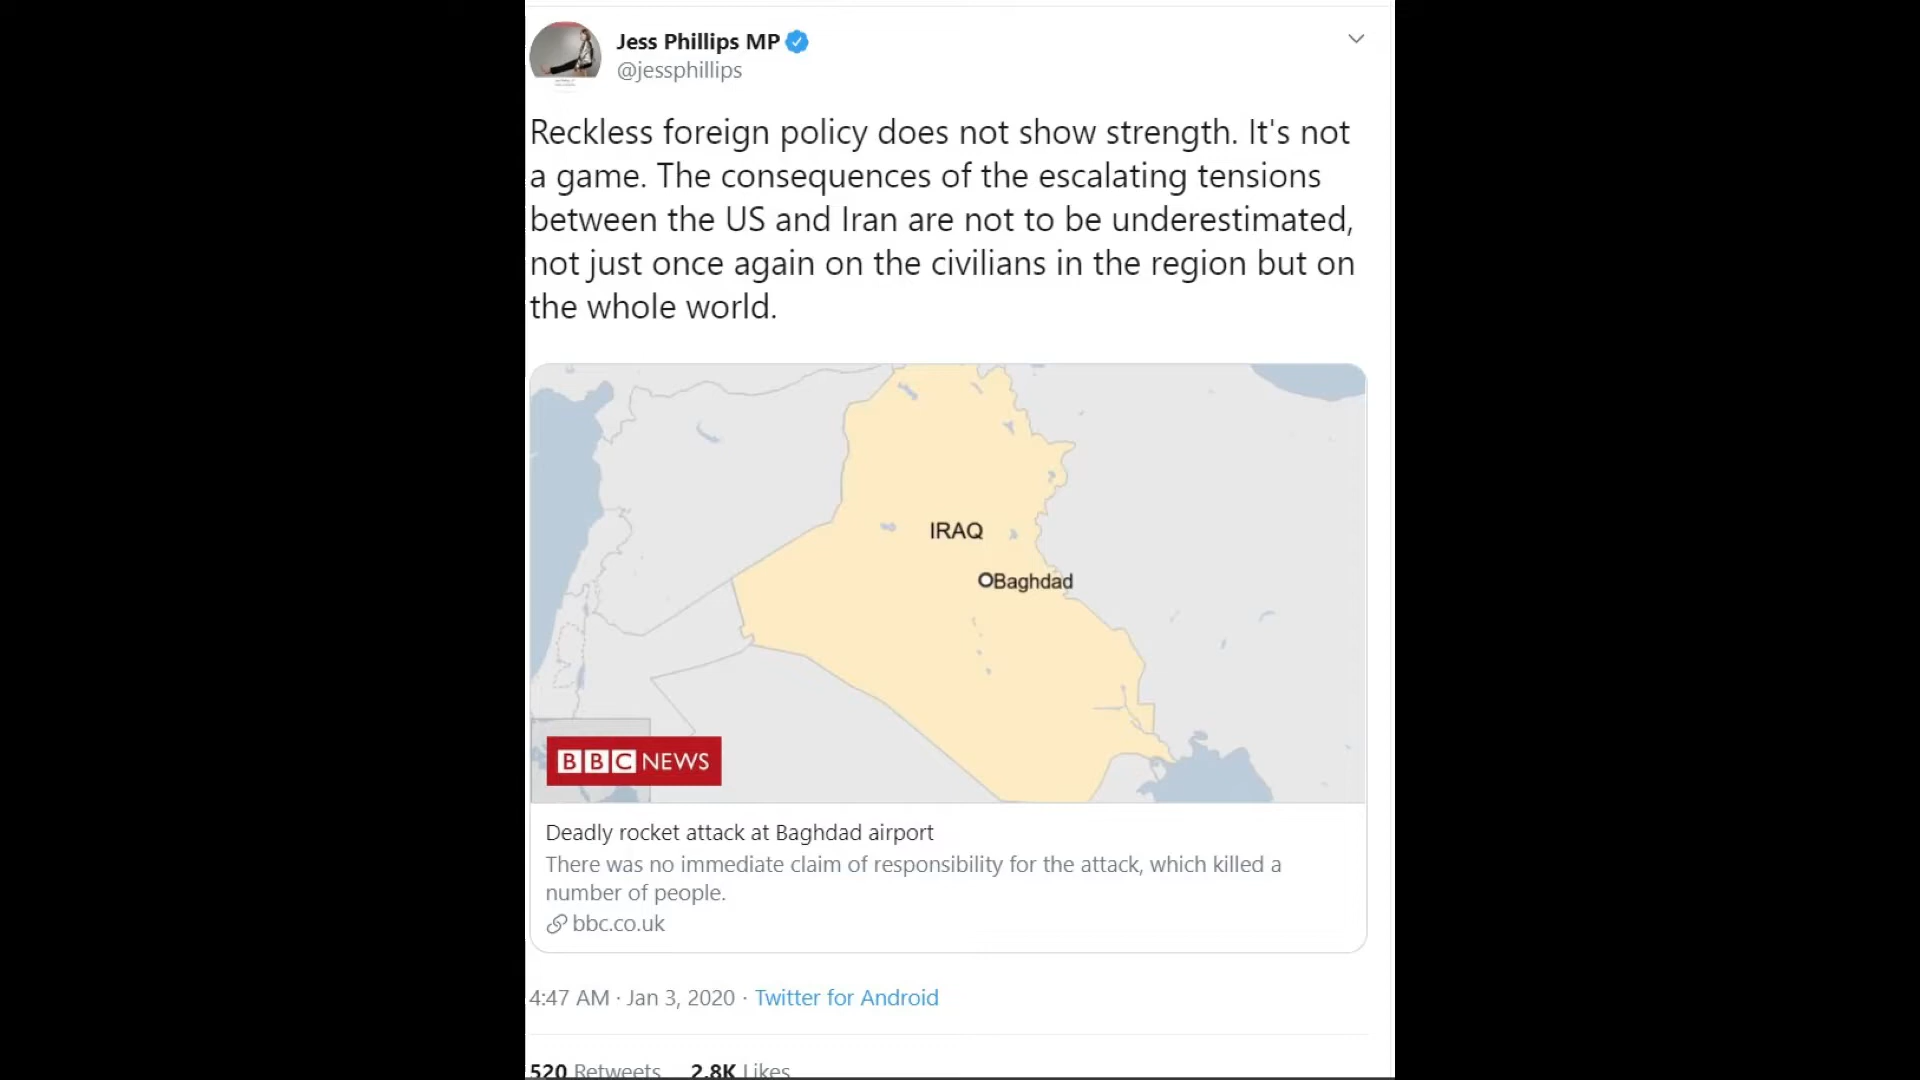 Jess Phillips MP
@jessphillips
Reckless foreign policy does not show strength. It's not
a game. The consequences of the escalating tensions
between the US and Iran are not to be underestimated,
not just once again on the civilians in the region but on
the whole world.
IRAQ
Baghdad
BBC NEWS
Deadly rocket attack at Baghdad airport
There was no immediate claim of responsibility for the attack, which killed a
number of people.
bbc.co.uk
4:47 AM · Jan 3, 2020 · Twitter for Android
520 Retweets 2.8K Likes